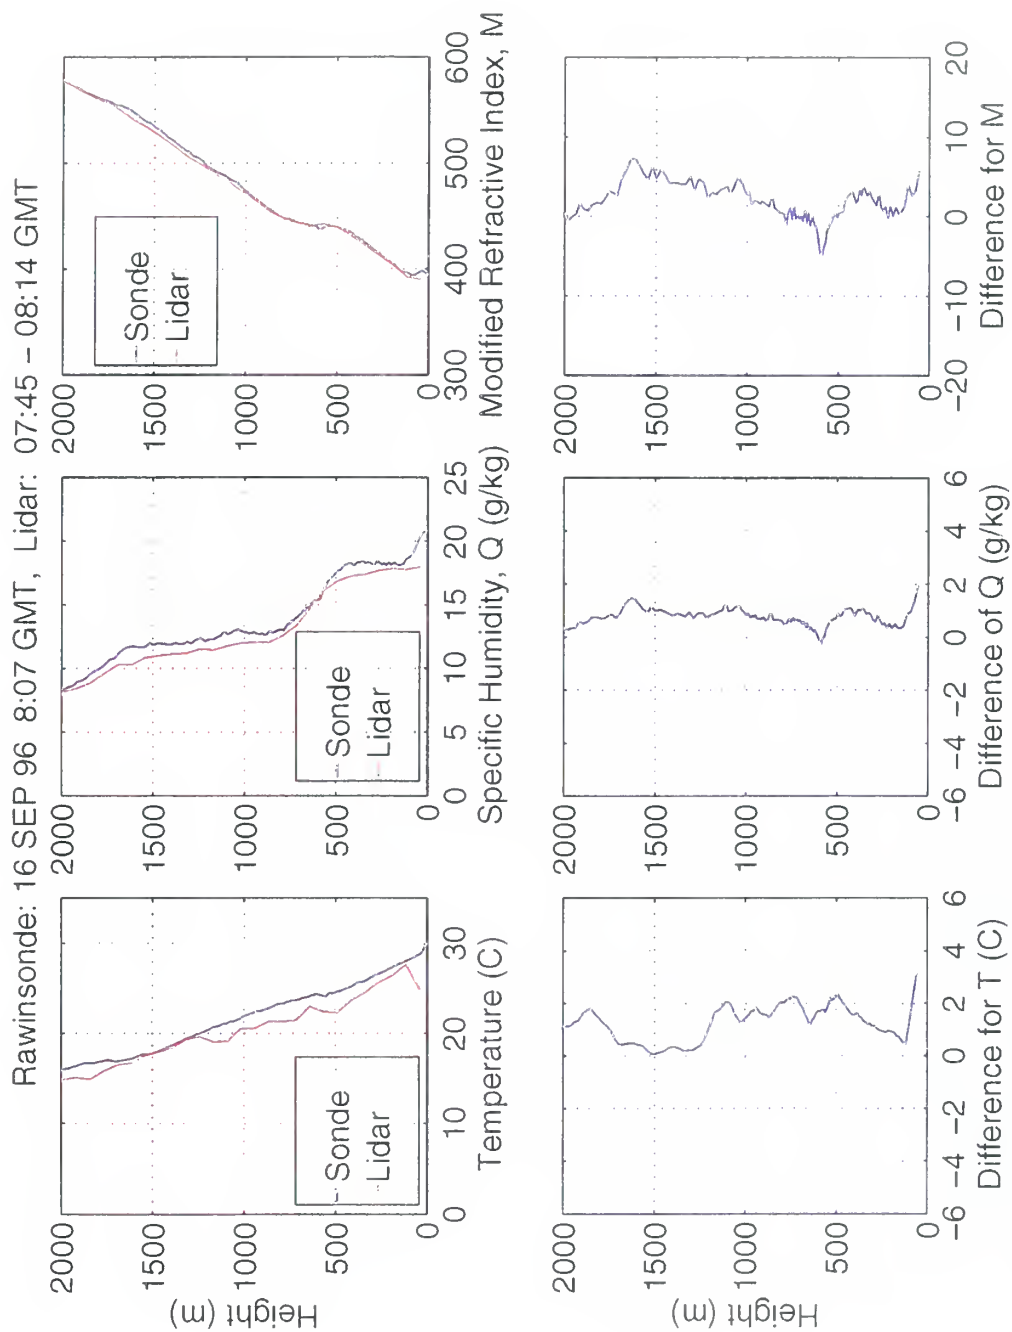 Rawinsonde: 16 SEP 96 8:07 GMT, Lidar: 07:45 – 08:14 GMT
Height (m)
2000
1500
1000
500
0
0 10 20 30
Temperature (C)
Sonde
Lidar
2000
1500
1000
500
0
0 5 10 15 20 25
Specific Humidity, Q (g/kg)
Sonde
Lidar
2000
1500
1000
500
0
300 400 500 600
Modified Refractive Index, M
Sonde
Lidar
Height (m)
2000
1500
1000
500
0
−6 −4 −2 0 2 4 6
Difference for T (C)
2000
1500
1000
500
0
−6 −4 −2 0 2 4 6
Difference of Q (g/kg)
2000
1500
1000
500
0
−20 −10 0 10 20
Difference for M